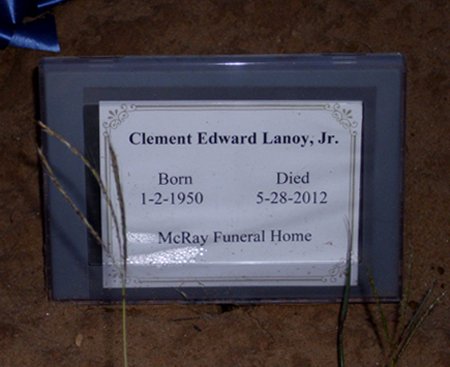 Clement Edward Lanoy, Jr.
Born Died
1-2-1950 5-28-2012
McRay Funeral Home